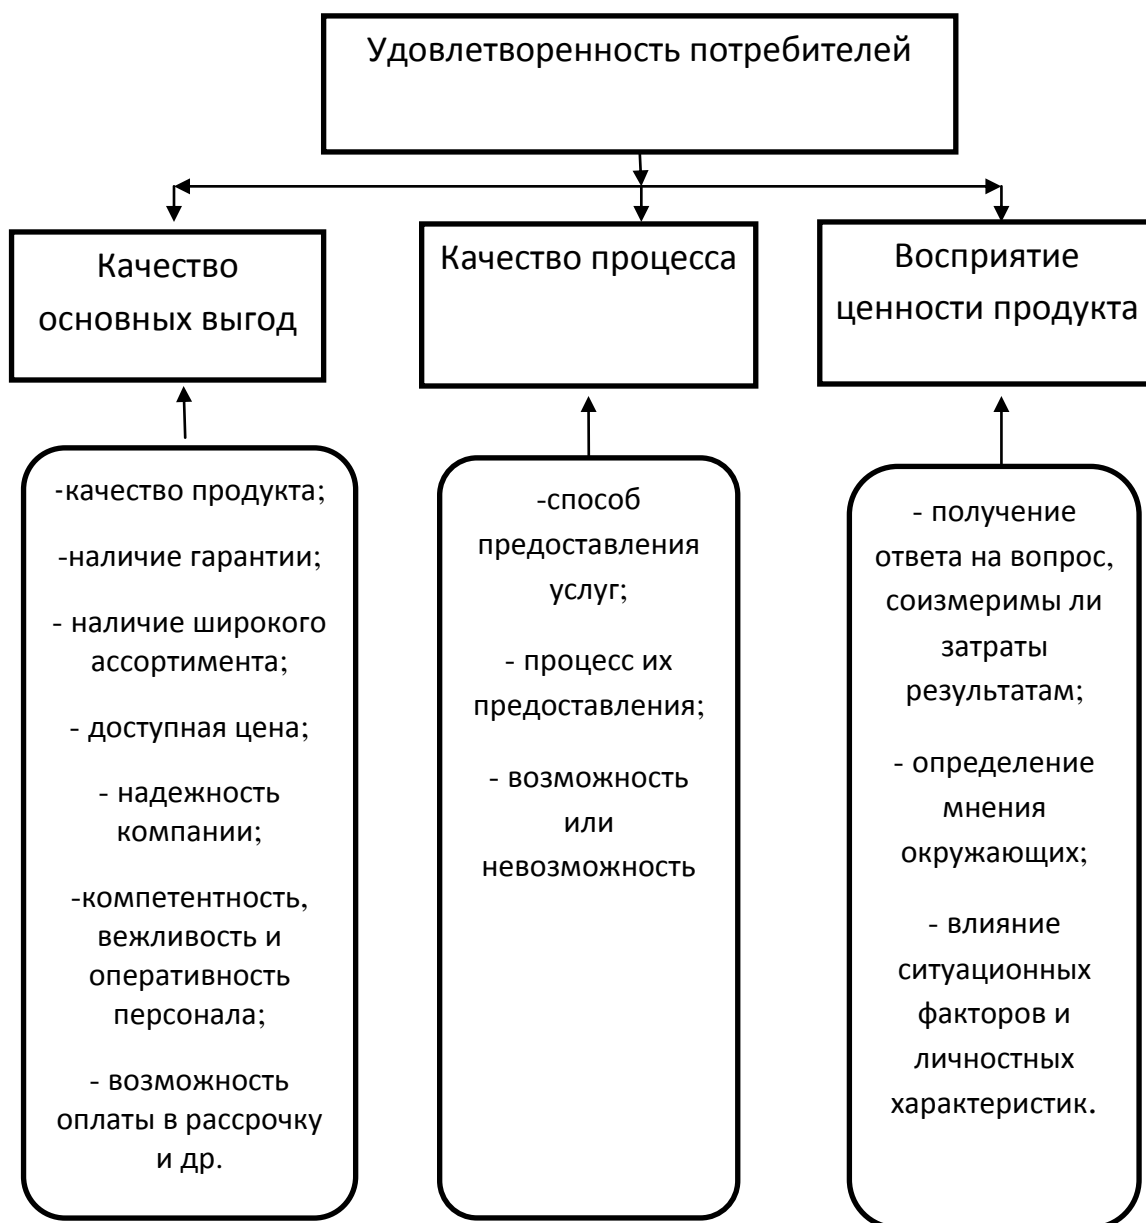 Удовлетворенность потребителей
Качество
основных выгод
Качество процесса
Восприятие
ценности продукта
-качество продукта;
-наличие гарантии;
- наличие широкого
ассортимента;
- доступная цена;
- надежность
компании;
-компетентность,
вежливость и
оперативность
персонала;
- возможность
оплаты в рассрочку
и др.
-способ
предоставления
услуг;
- процесс их
предоставления;
- возможность
или
невозможность
- получение
ответа на вопрос,
соизмеримы ли
затраты
результатам;
- определение
мнения
окружающих;
- влияние
ситуационных
факторов и
личностных
характеристик.